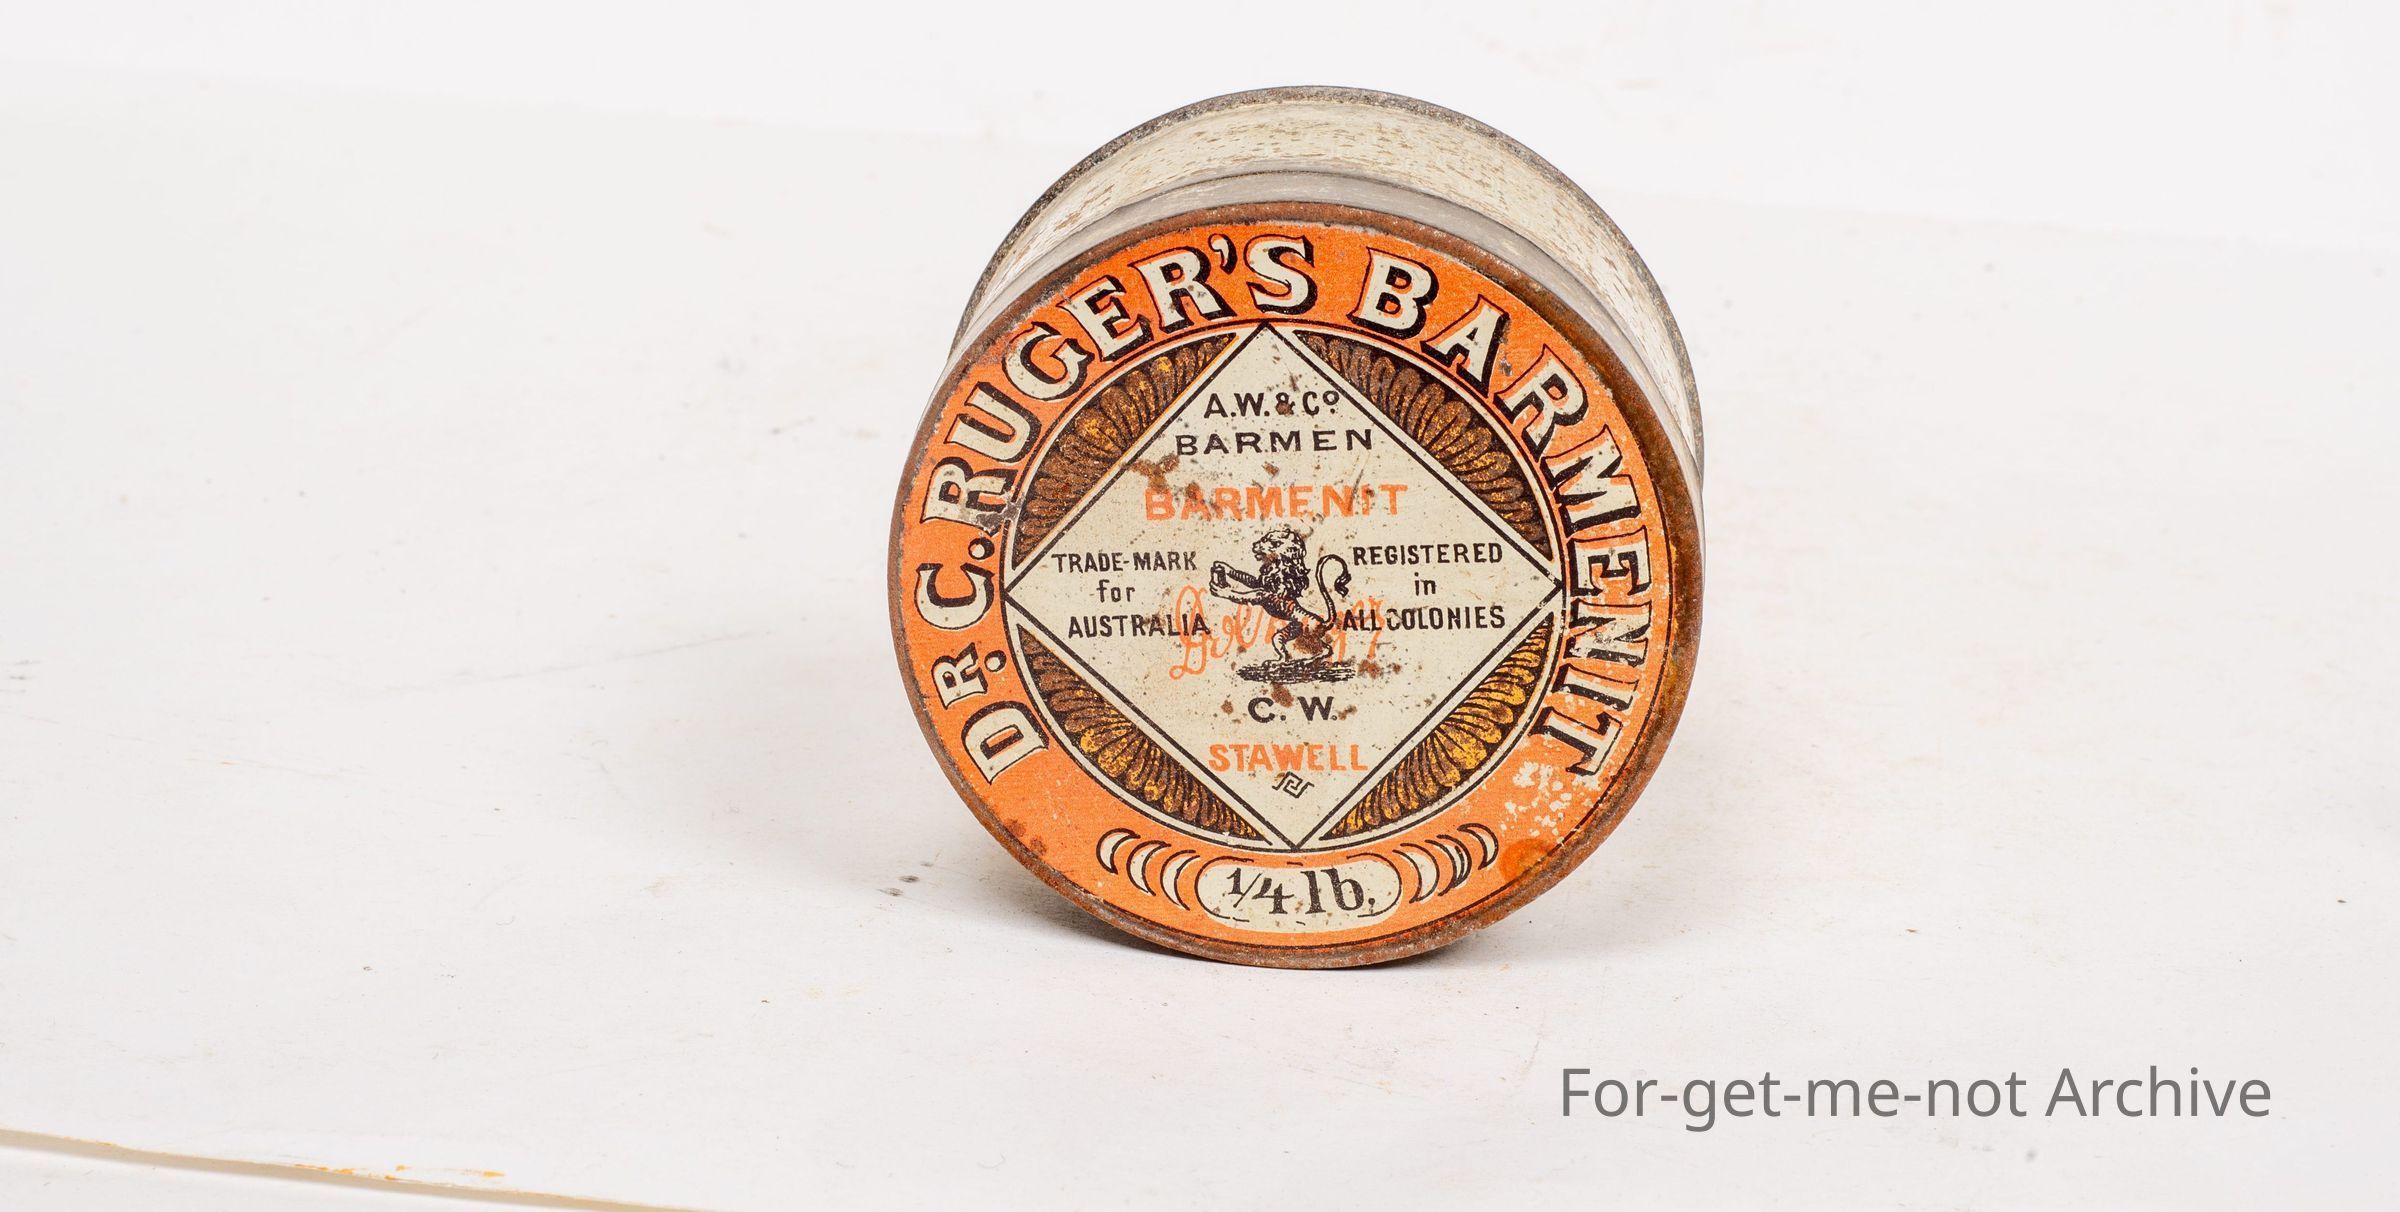 DR. C. RUGER'S BARMENIT
A.W. & Co
BARMEN
BARMENIT
TRADE-MARK
for
AUSTRALIA
REGISTERED
in
ALL COLONIES
C. W.
STAWELL
1/4 lb.
For-get-me-not Archive